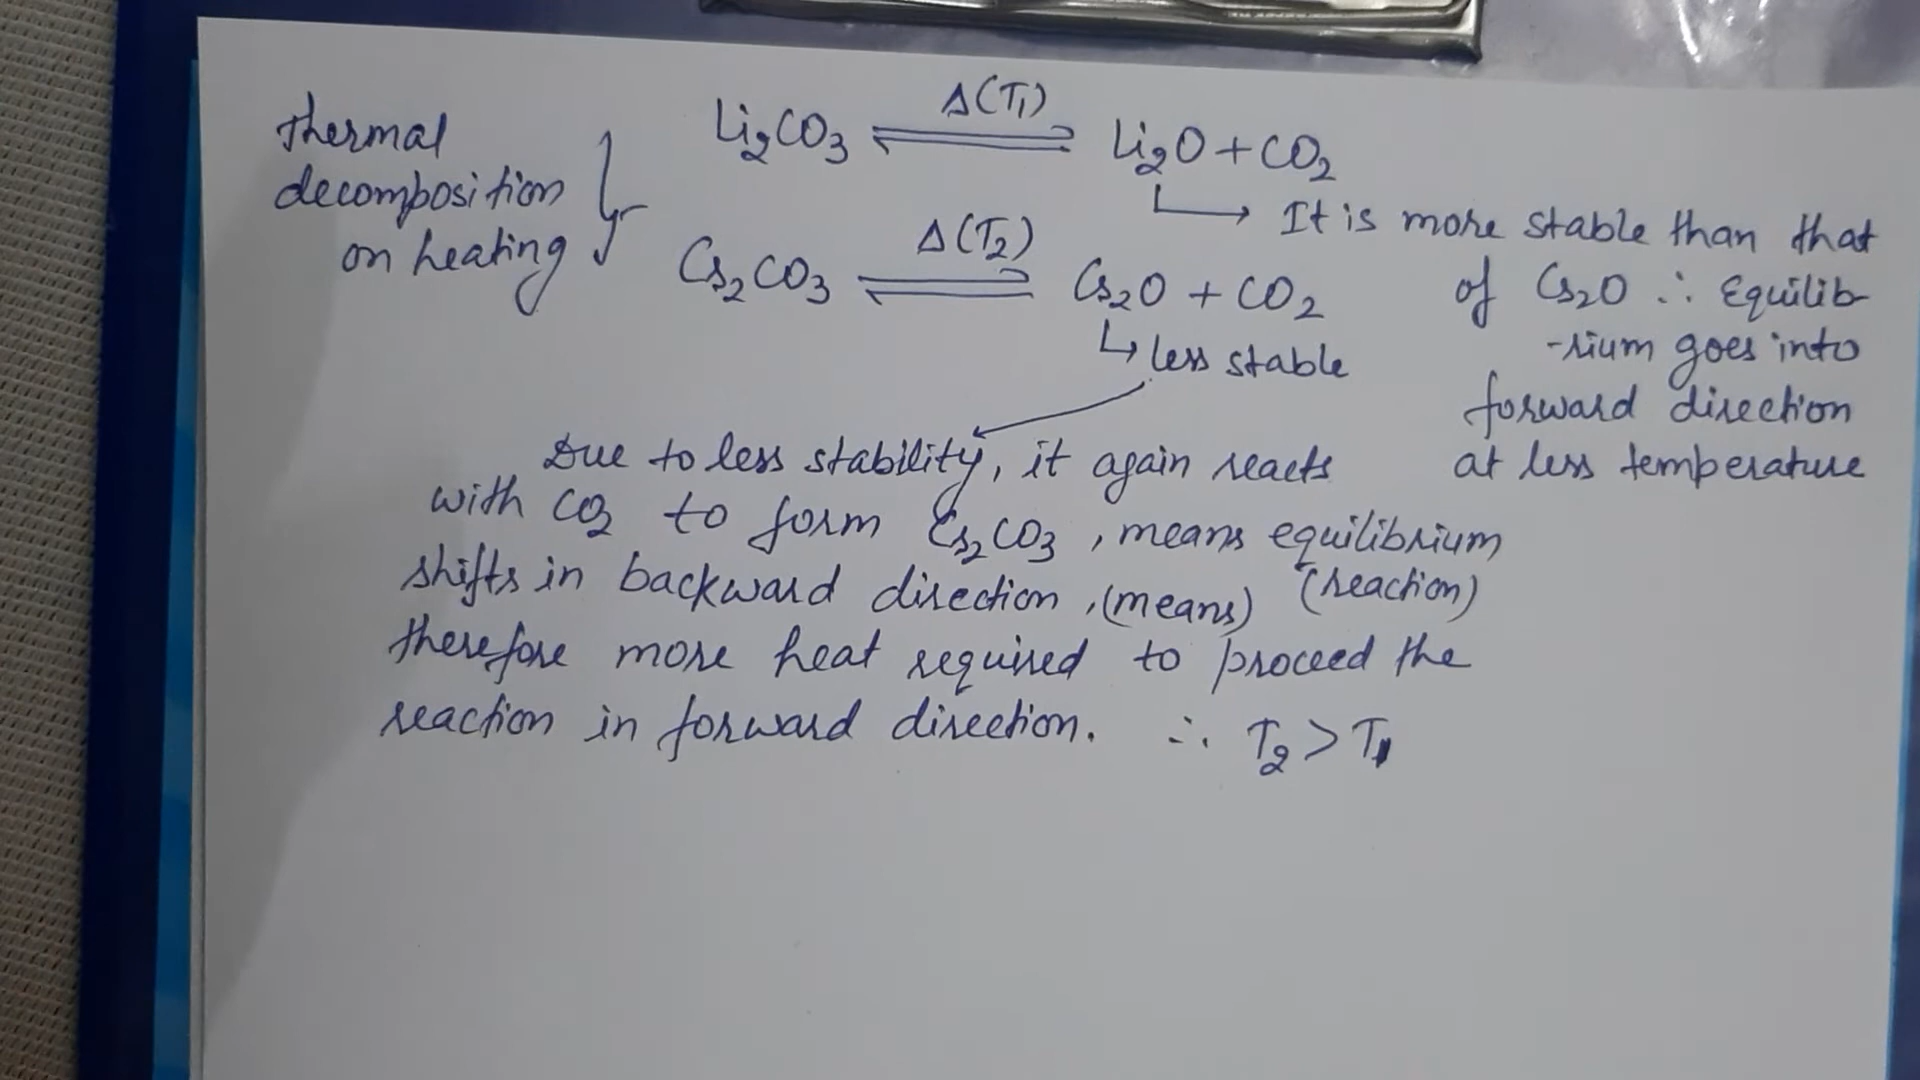 thermal
decomposition
on heating
Li₂CO₃ ⇌ Δ(T₁) Li₂O + CO₂
↳ It is more stable than that
of Cs₂O ∴ Equilib-
-rium goes into
forward direction
at less temperature
Cs₂CO₃ ⇌ Δ(T₂) Cs₂O + CO₂
↳ less stable
Due to less stability, it again reacts
with CO₂ to form Cs₂CO₃, means equilibrium
shifts in backward direction, (means) (reaction)
therefore more heat required to proceed the
reaction in forward direction. ∴ T₂ > T₁